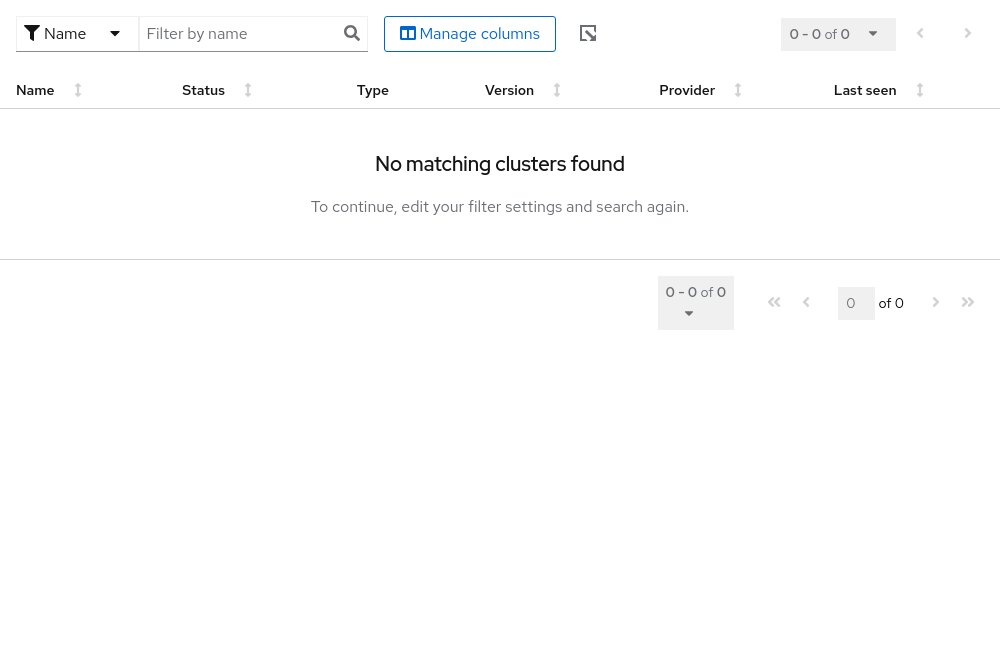 Name Filter by name Manage columns 0 - 0 of 0
Name Status Type Version Provider Last seen
No matching clusters found
To continue, edit your filter settings and search again.
0 - 0 of 0 0 of 0